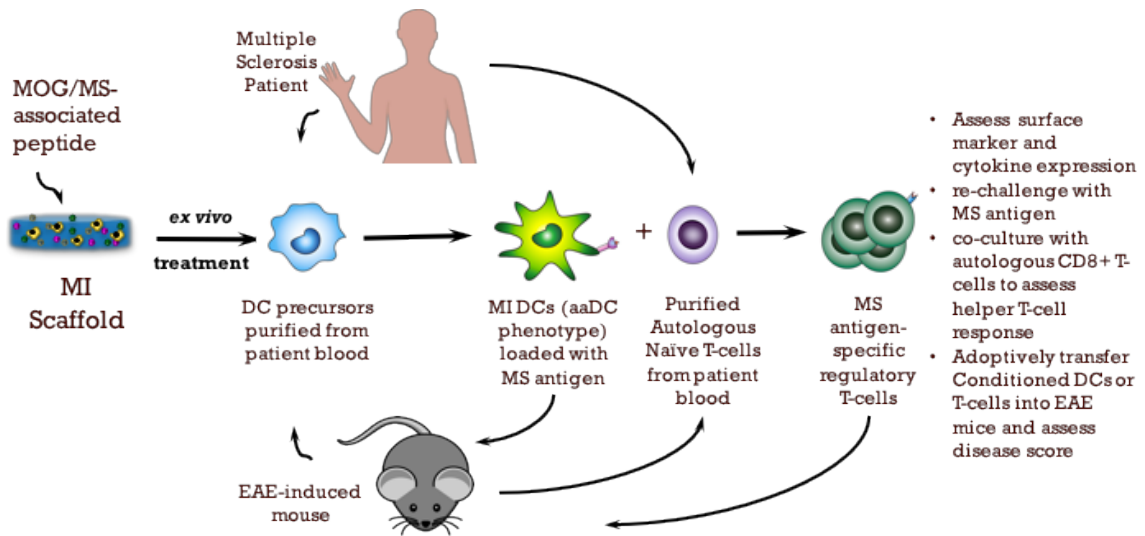 Multiple
Sclerosis
Patient
MOG/MS-
associated
peptide
ex vivo
treatment
MI
Scaffold
DC precursors
purified from
patient blood
+
MI DCs (aaDC
phenotype)
loaded with
MS antigen
Purified
Autologous
Naïve T-cells
from patient
blood
MS
antigen-
specific
regulatory
T-cells
• Assess surface
marker and
cytokine expression
• re-challenge with
MS antigen
• co-culture with
autologous CD8+ T-
cells to assess
helper T-cell
response
• Adoptively transfer
Conditioned DCs or
T-cells into EAE
mice and assess
disease score
EAE-induced
mouse